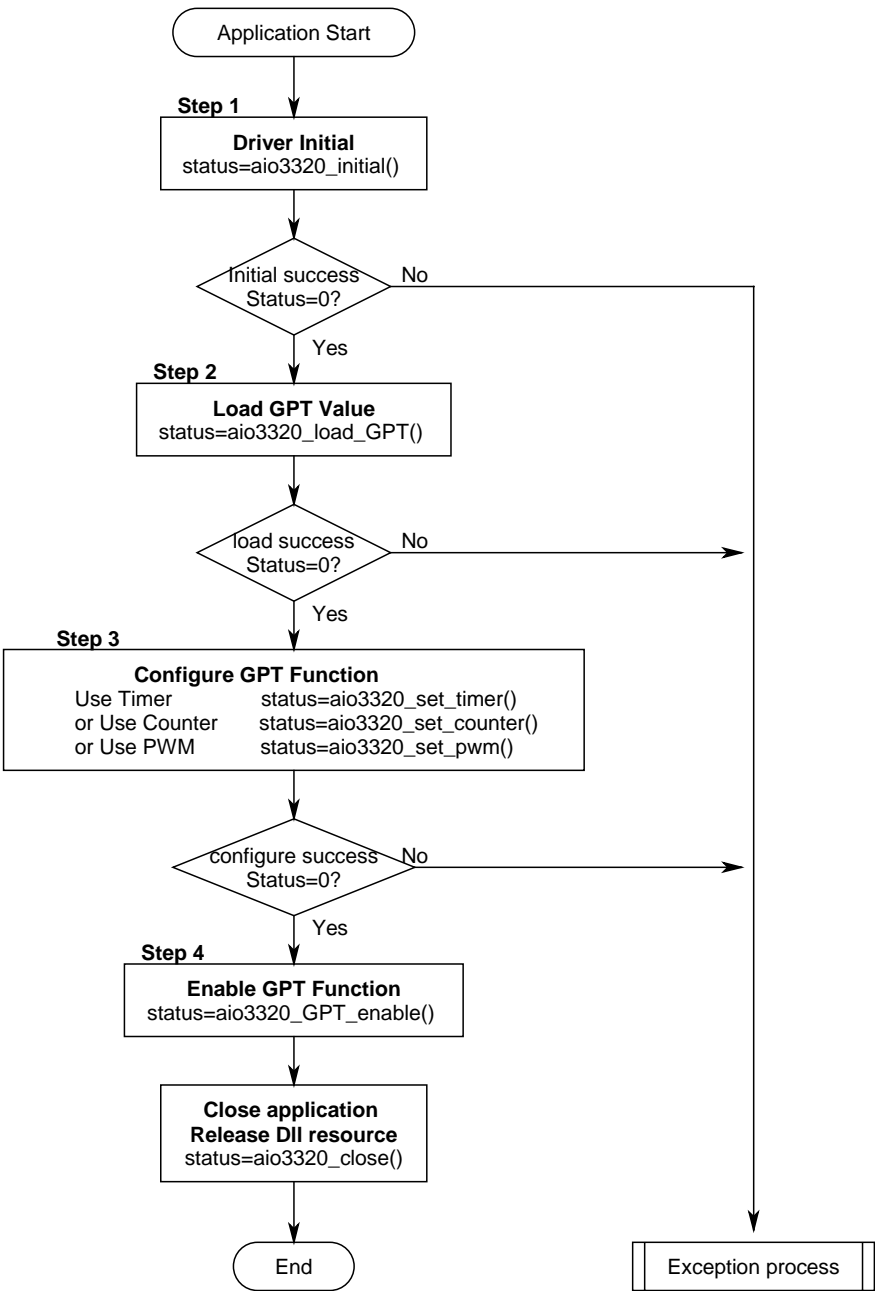 Application Start
Step 1
Driver Initial
status=aio3320_initial()
Initial success
Status=0?
No
Yes
Step 2
Load GPT Value
status=aio3320_load_GPT()
load success
Status=0?
No
Yes
Step 3
Configure GPT Function
Use Timer status=aio3320_set_timer()
or Use Counter status=aio3320_set_counter()
or Use PWM status=aio3320_set_pwm()
configure success
Status=0?
No
Yes
Step 4
Enable GPT Function
status=aio3320_GPT_enable()
Close application
Release Dll resource
status=aio3320_close()
End
Exception process